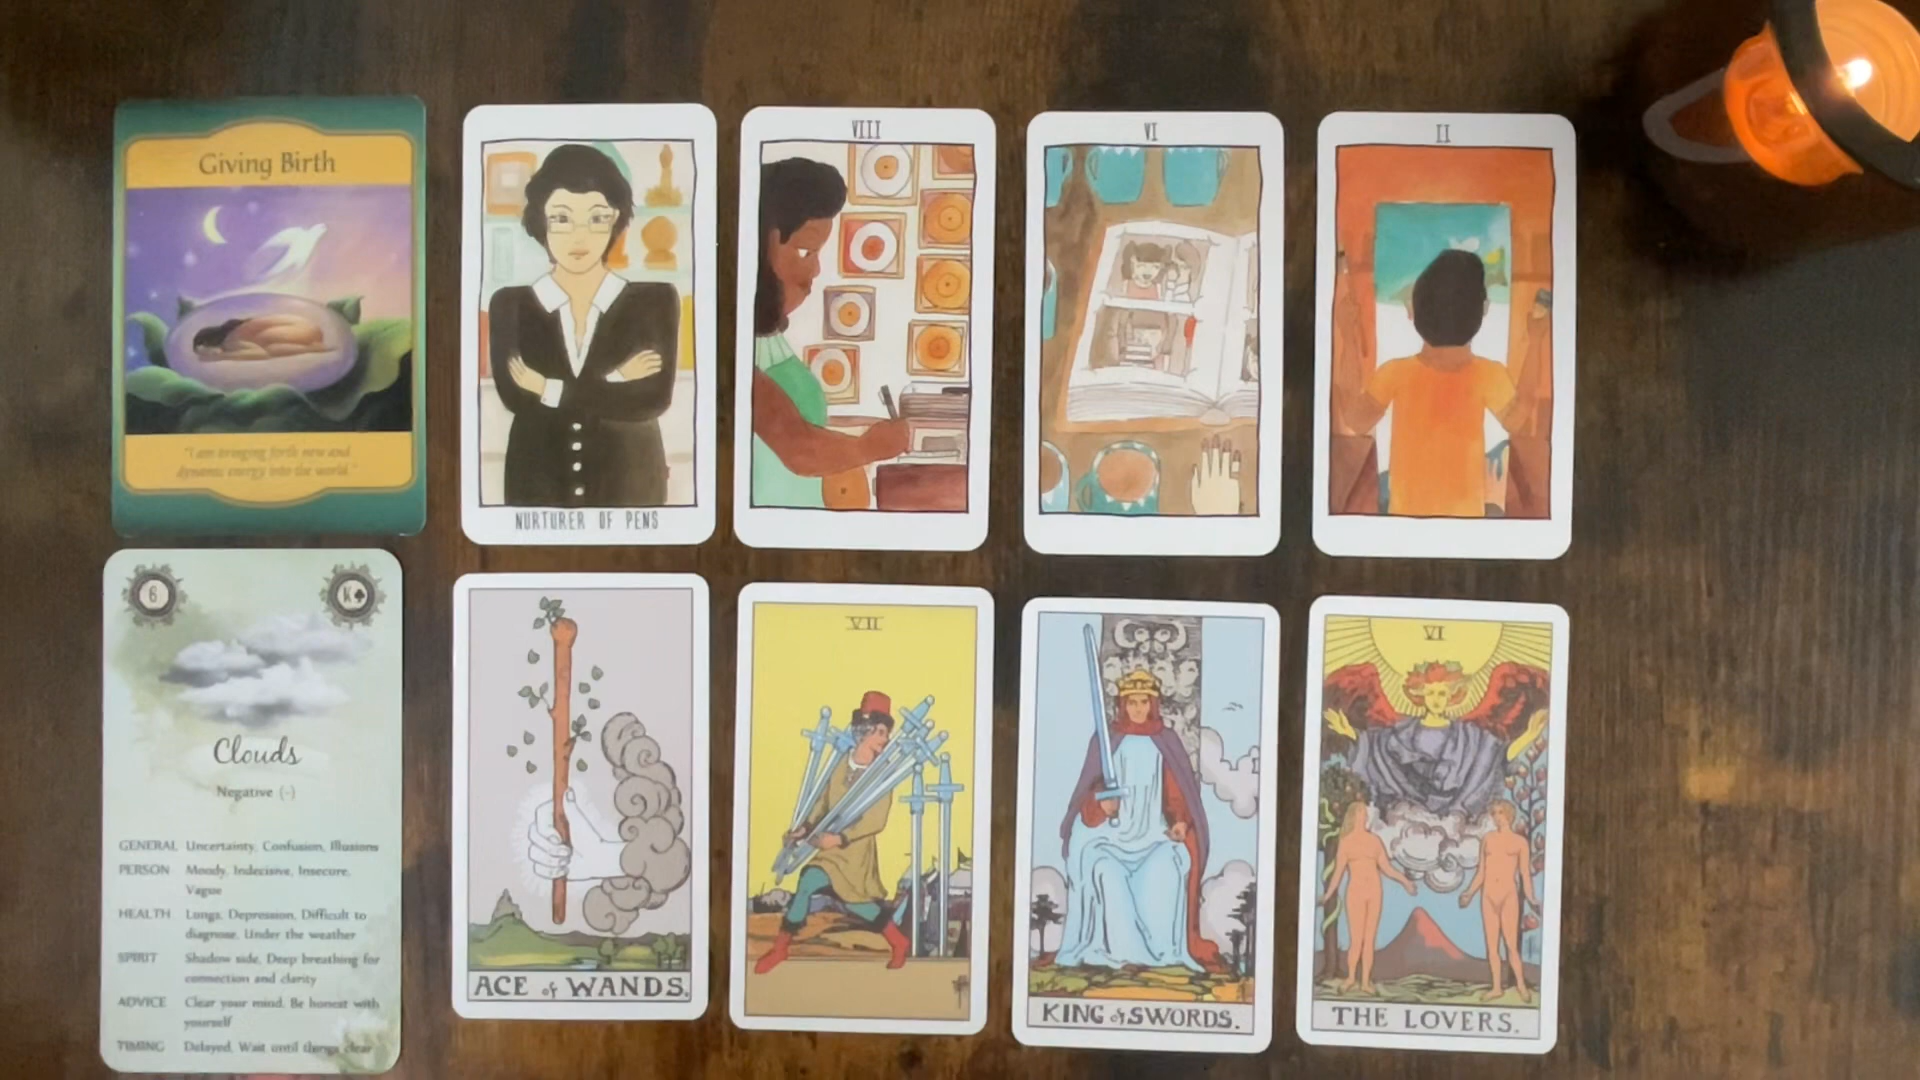 Giving Birth
"I am bringing forth new and
dynamic energy into the world."
NURTURER OF PENS
VIII
VI
II
6
K♠
Clouds
Negative (-)
GENERAL Uncertainty, Confusion, Illusions
PERSON Moody, Indecisive, Insecure,
Vague
HEALTH Lungs, Depression, Difficult to
diagnose, Under the weather
SPIRIT Shadow side, Deep breathing for
connection and clarity
ADVICE Clear your mind, Be honest with
yourself
TIMING Delayed, Wait until things clear
ACE of WANDS.
VII
KING of SWORDS.
VI
THE LOVERS.